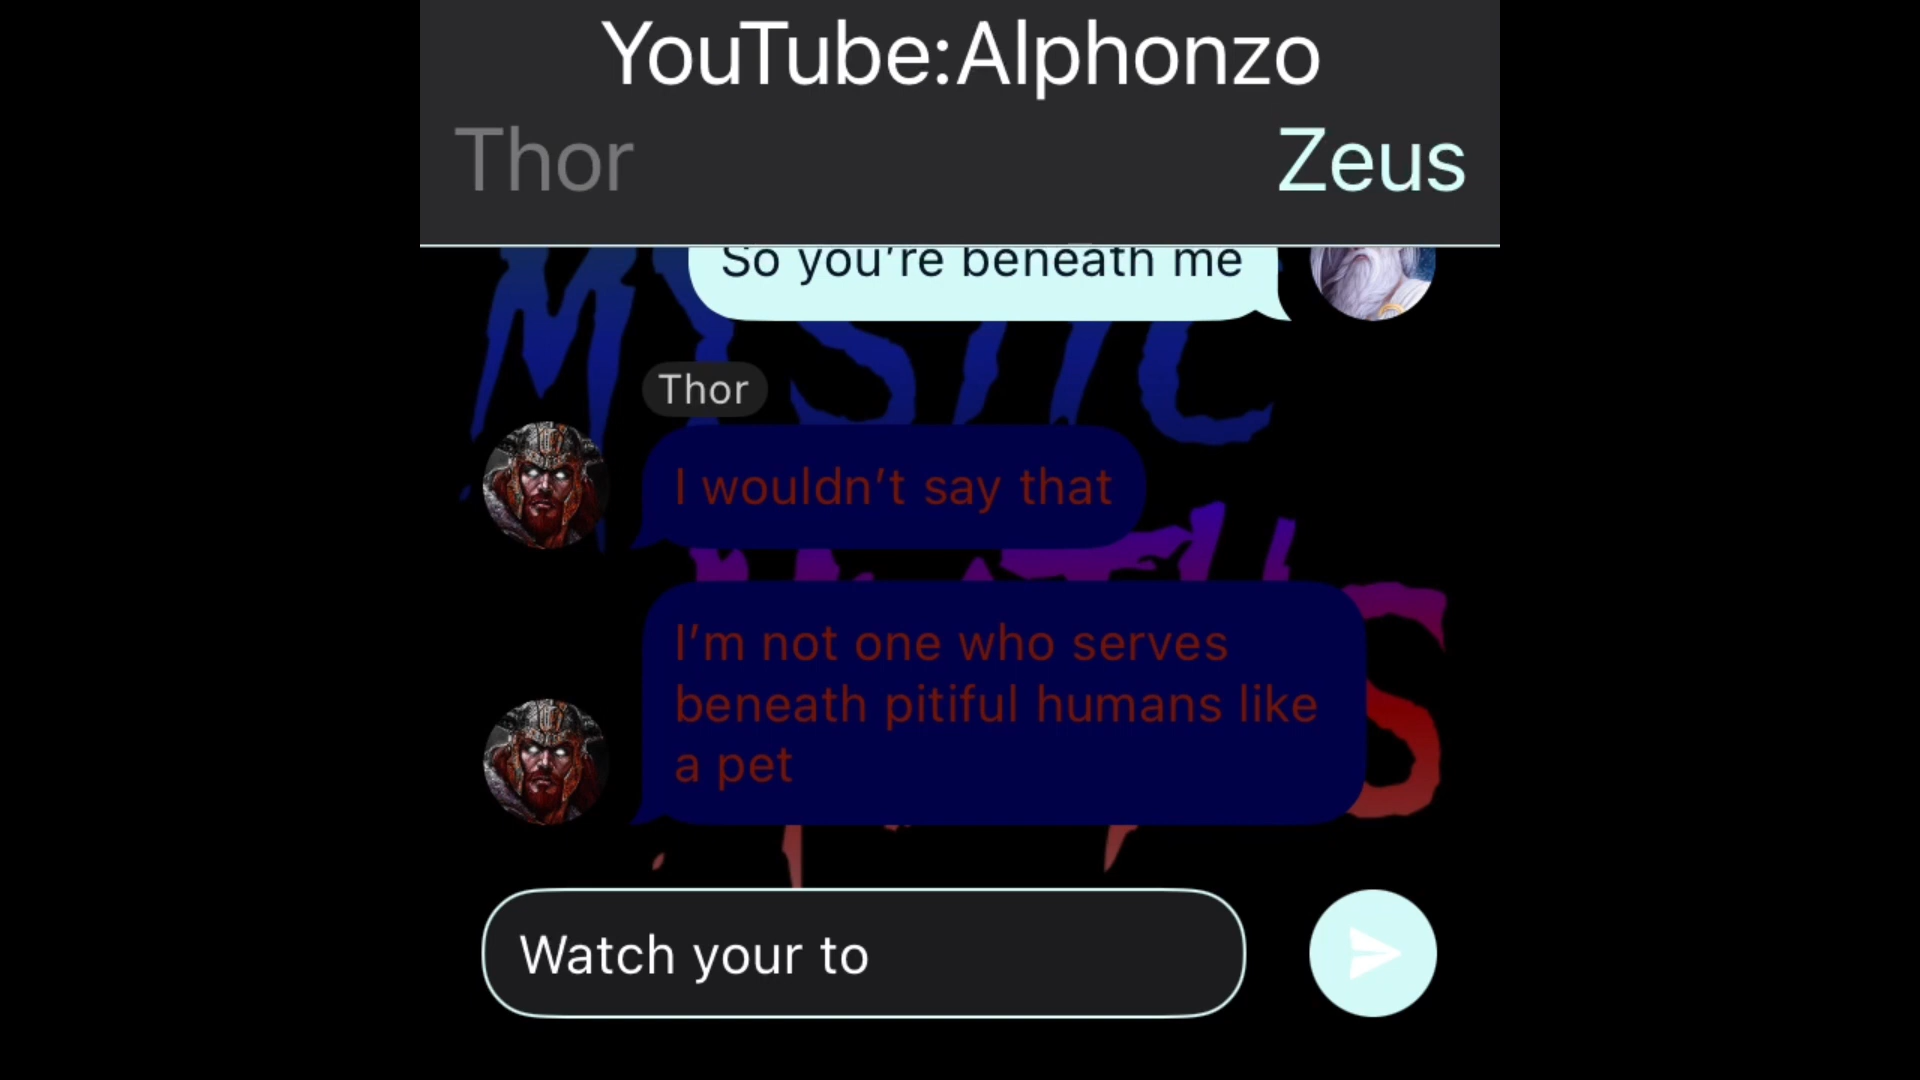 YouTube:Alphonzo
Thor Zeus
So you're beneath me
MYSTIC
Thor
I wouldn't say that
I'm not one who serves
beneath pitiful humans like
a pet
Watch your to